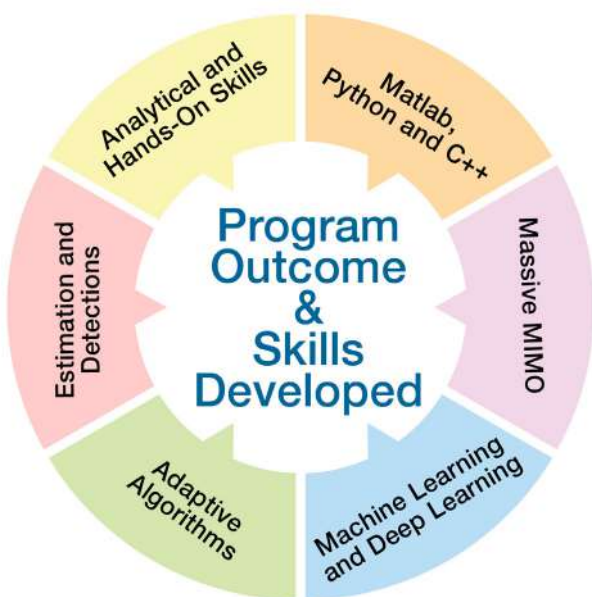 Analytical and
Hands-On Skills
Matlab,
Python and C++
Massive MIMO
Machine Learning
and Deep Learning
Adaptive
Algorithms
Estimation and
Detections
Program
Outcome
&
Skills
Developed